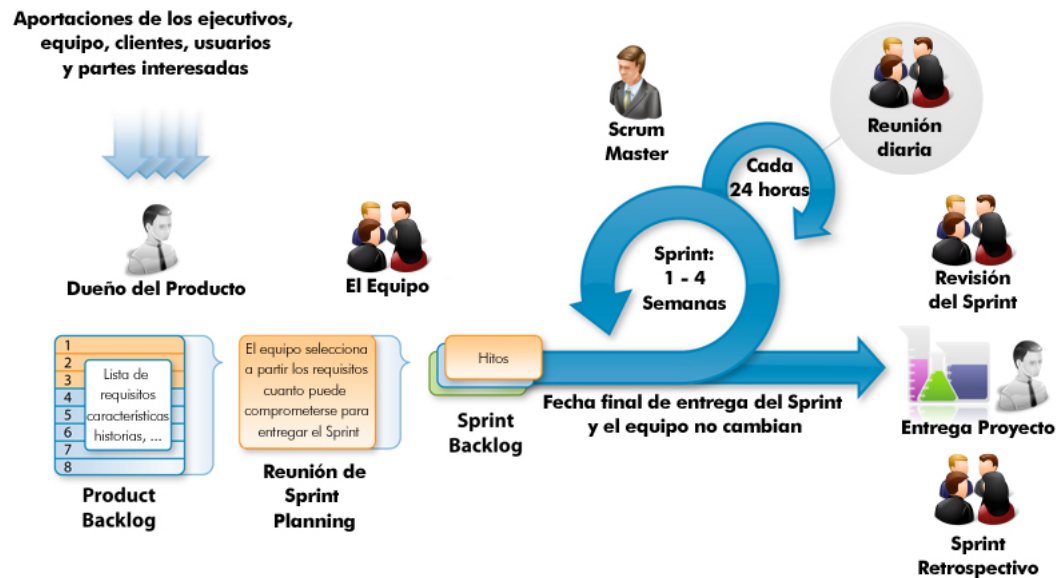 Aportaciones de los ejecutivos,
equipo, clientes, usuarios
y partes interesadas
Dueño del Producto
El Equipo
Scrum
Master
Cada
24 horas
Reunión
diaria
Sprint:
1 - 4
Semanas
Revisión
del Sprint
1
2
3
4
5
6
7
8
Lista de
requisitos
características
historias, ...
Product
Backlog
El equipo selecciona
a partir los requisitos
cuanto puede
comprometerse para
entregar el Sprint
Reunión de
Sprint
Planning
Hitos
Sprint
Backlog
Fecha final de entrega del Sprint
y el equipo no cambian
Entrega Proyecto
Sprint
Retrospectivo